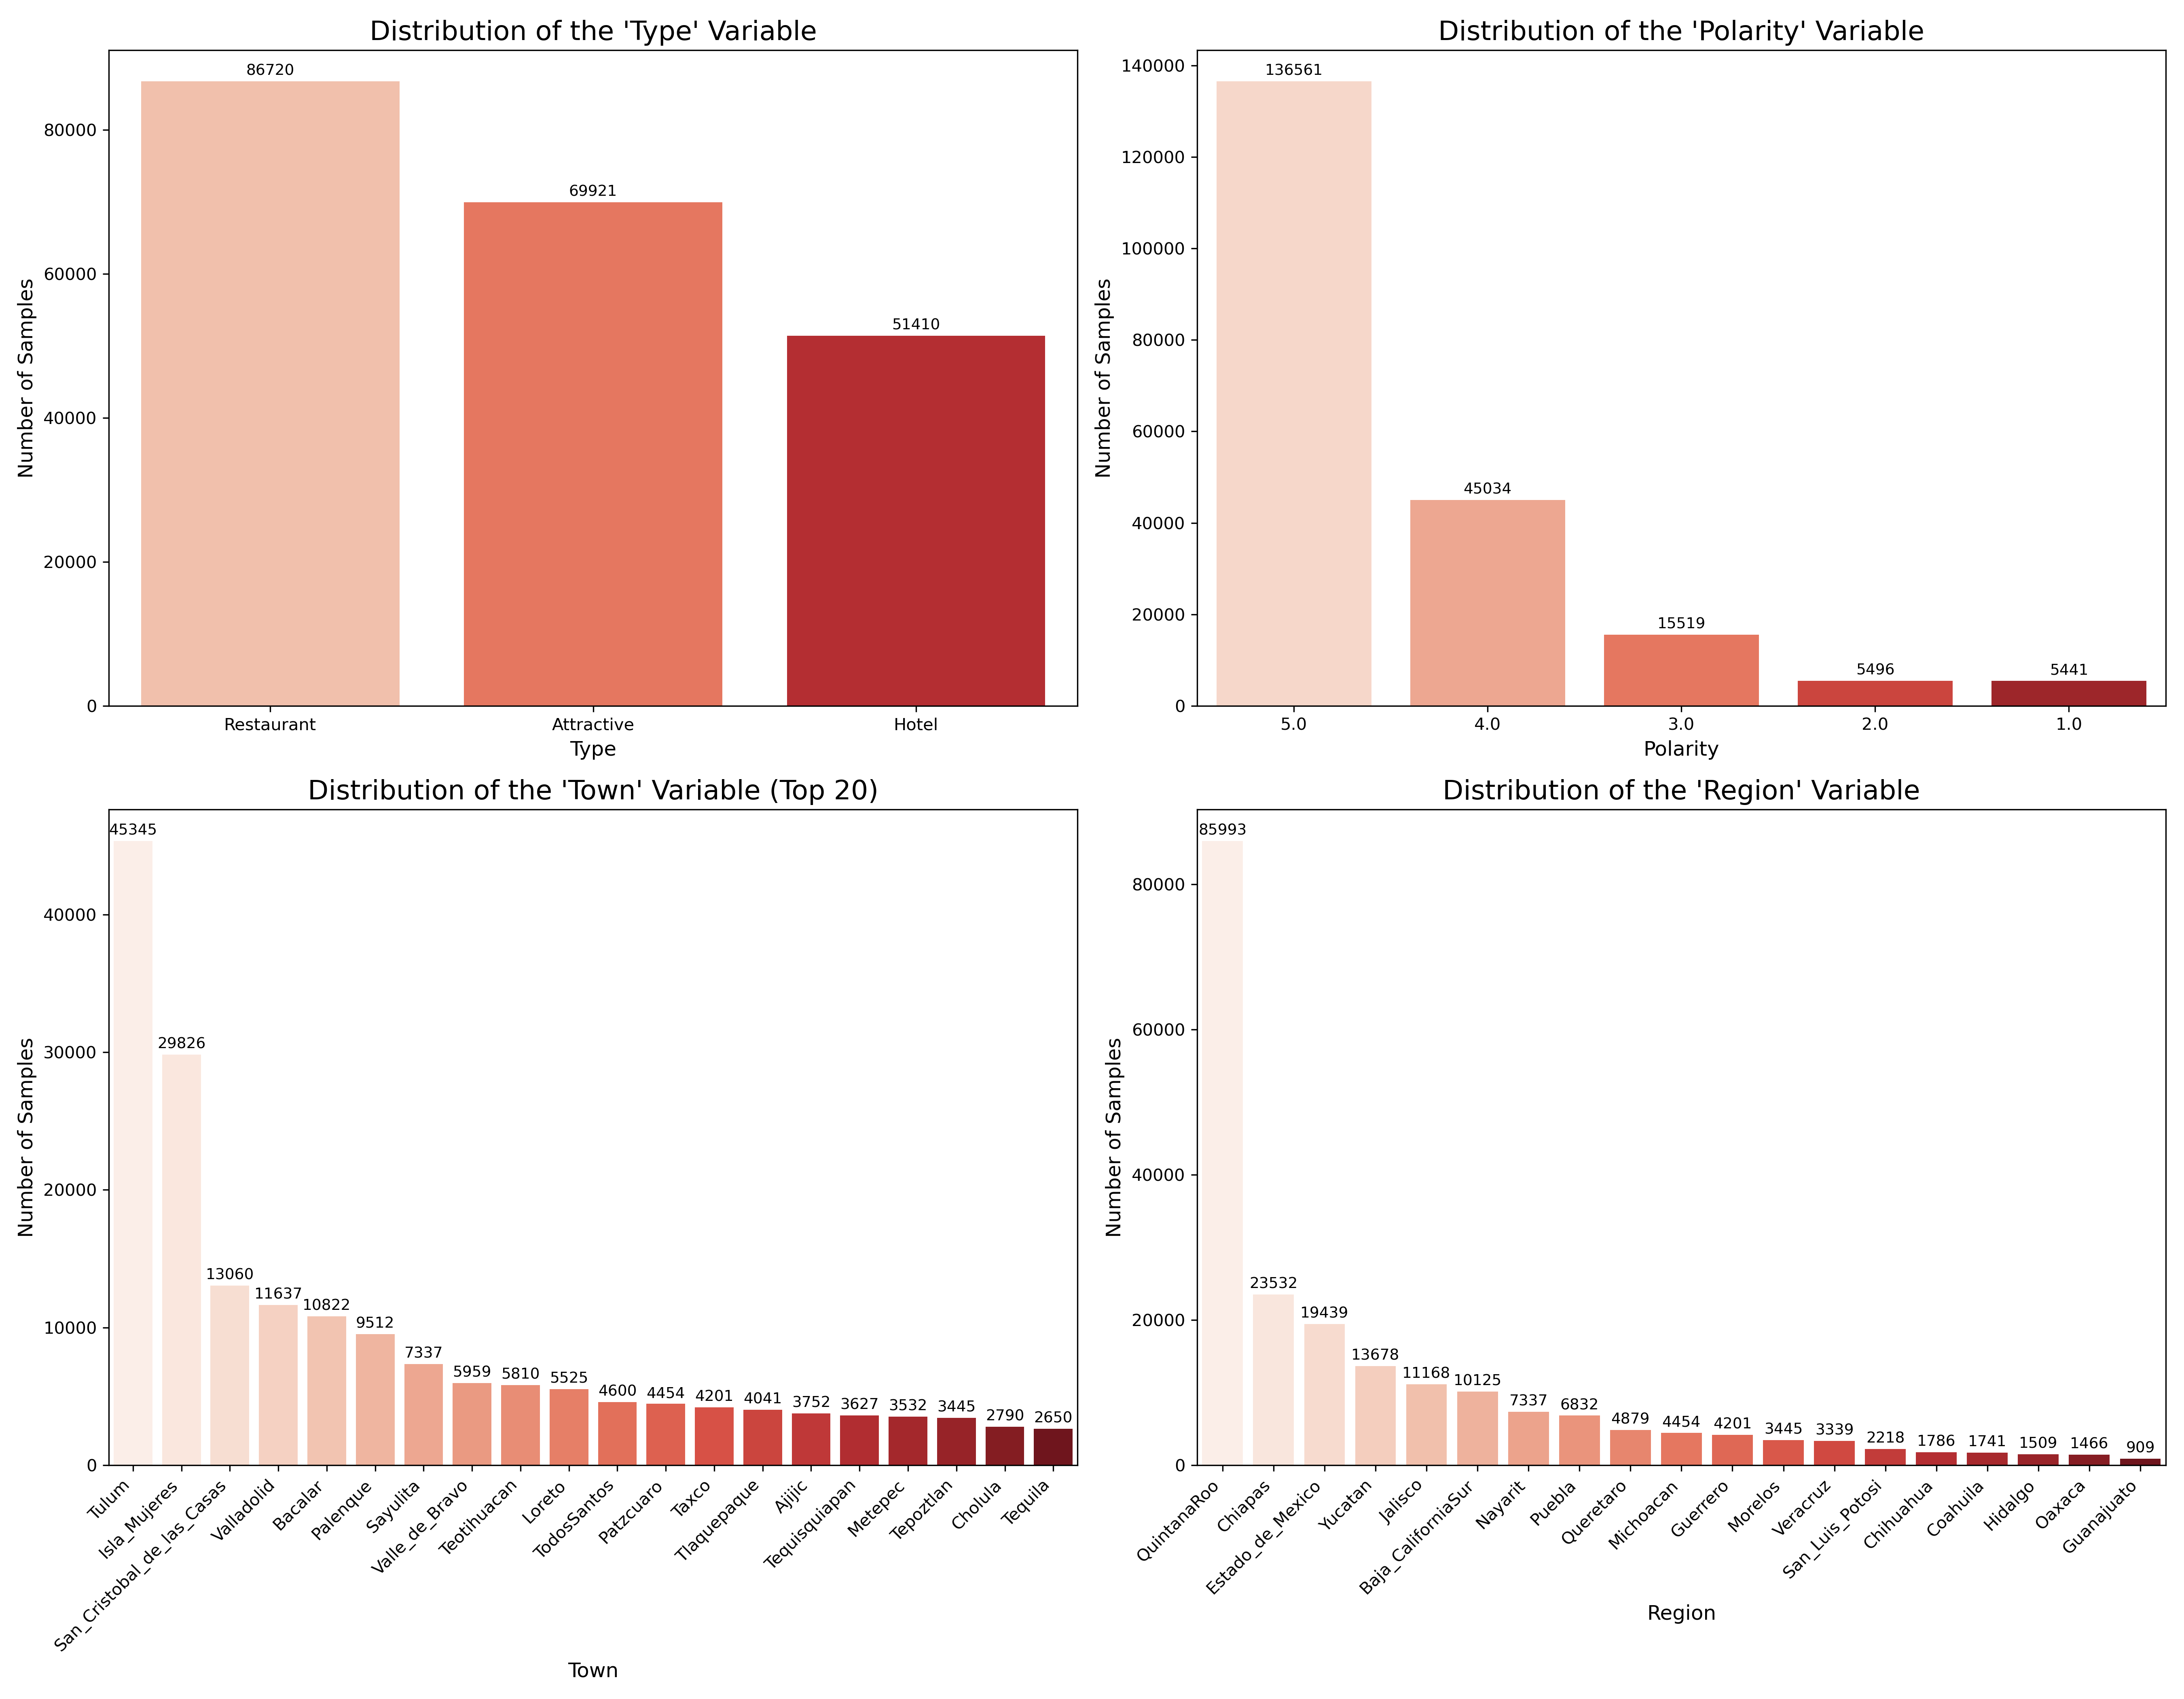 Distribution of the 'Type' Variable
Number of Samples
80000
60000
40000
20000
0
86720
69921
51410
Restaurant
Attractive
Hotel
Type
Distribution of the 'Polarity' Variable
Number of Samples
140000
120000
100000
80000
60000
40000
20000
0
136561
45034
15519
5496
5441
5.0
4.0
3.0
2.0
1.0
Polarity
Distribution of the 'Town' Variable (Top 20)
Number of Samples
40000
30000
20000
10000
0
45345
29826
13060
11637
10822
9512
7337
5959
5810
5525
4600
4454
4201
4041
3752
3627
3532
3445
2790
2650
Tulum
Isla_Mujeres
San_Cristobal_de_las_Casas
Valladolid
Bacalar
Palenque
Sayulita
Valle_de_Bravo
Teotihuacan
Loreto
TodosSantos
Patzcuaro
Taxco
Tlaquepaque
Ajijic
Tequisquiapan
Metepec
Tepoztlan
Cholula
Tequila
Town
Distribution of the 'Region' Variable
Number of Samples
80000
60000
40000
20000
0
85993
23532
19439
13678
11168
10125
7337
6832
4879
4454
4201
3445
3339
2218
1786
1741
1509
1466
909
QuintanaRoo
Chiapas
Estado_de_Mexico
Yucatan
Jalisco
Baja_CaliforniaSur
Nayarit
Puebla
Queretaro
Michoacan
Guerrero
Morelos
Veracruz
San_Luis_Potosi
Chihuahua
Coahuila
Hidalgo
Oaxaca
Guanajuato
Region